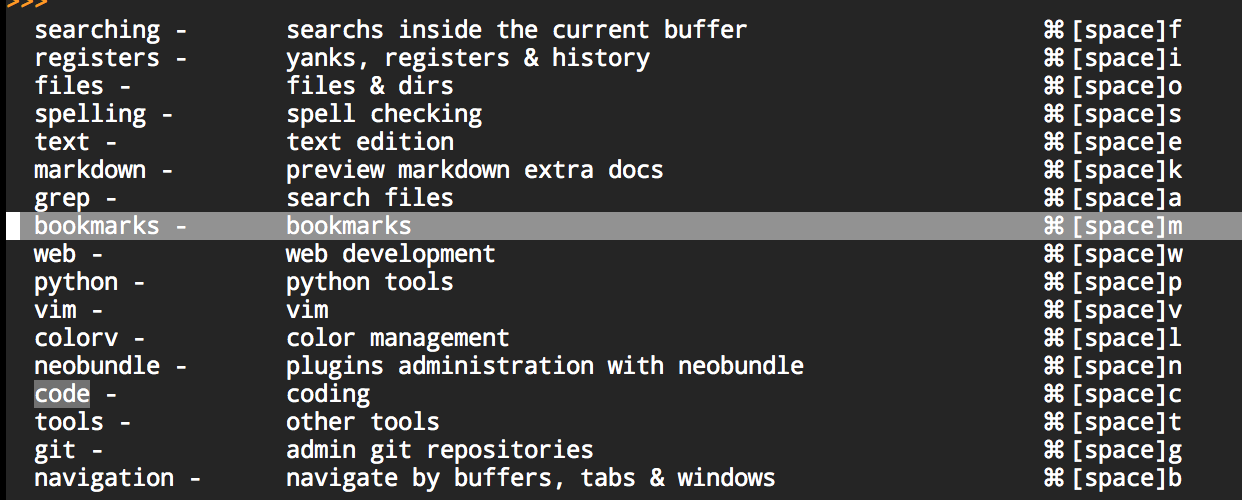 >>>
searching - searchs inside the current buffer ⌘[space]f
registers - yanks, registers & history ⌘[space]i
files - files & dirs ⌘[space]o
spelling - spell checking ⌘[space]s
text - text edition ⌘[space]e
markdown - preview markdown extra docs ⌘[space]k
grep - search files ⌘[space]a
bookmarks - bookmarks ⌘[space]m
web - web development ⌘[space]w
python - python tools ⌘[space]p
vim - vim ⌘[space]v
colorv - color management ⌘[space]l
neobundle - plugins administration with neobundle ⌘[space]n
code - coding ⌘[space]c
tools - other tools ⌘[space]t
git - admin git repositories ⌘[space]g
navigation - navigate by buffers, tabs & windows ⌘[space]b